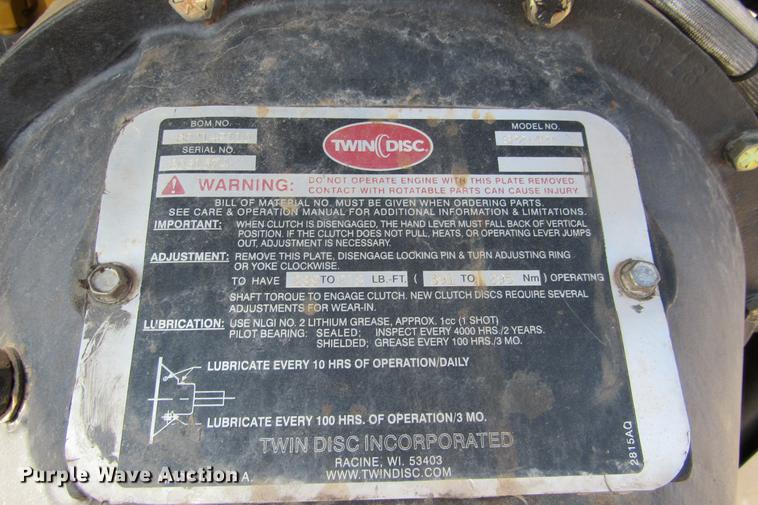 BOM NO.
MODEL NO.
SERIAL NO.
TWIN DISC
WARNING: DO NOT OPERATE ENGINE WITH THIS PLATE REMOVED
CONTACT WITH ROTATABLE PARTS CAN CAUSE INJURY
BILL OF MATERIAL NO. MUST BE GIVEN WHEN ORDERING PARTS.
SEE CARE & OPERATION MANUAL FOR ADDITIONAL INFORMATION & LIMITATIONS.
IMPORTANT: WHEN CLUTCH IS DISENGAGED, THE HAND LEVER MUST FALL BACK OF VERTICAL
POSITION. IF THE CLUTCH DOES NOT PULL, HEATS, OR OPERATING LEVER JUMPS
OUT, ADJUSTMENT IS NECESSARY.
ADJUSTMENT: REMOVE THIS PLATE, DISENGAGE LOCKING PIN & TURN ADJUSTING RING
OR YOKE CLOCKWISE.
TO HAVE TO LB.-FT. ( TO Nm) OPERATING
SHAFT TORQUE TO ENGAGE CLUTCH. NEW CLUTCH DISCS REQUIRE SEVERAL
ADJUSTMENTS FOR WEAR-IN.
LUBRICATION: USE NLGI NO. 2 LITHIUM GREASE, APPROX. 1cc (1 SHOT)
PILOT BEARING: SEALED; INSPECT EVERY 4000 HRS./2 YEARS.
SHIELDED; GREASE EVERY 100 HRS./3 MO.
LUBRICATE EVERY 10 HRS OF OPERATION/DAILY
LUBRICATE EVERY 100 HRS. OF OPERATION/3 MO.
TWIN DISC INCORPORATED
RACINE, WI. 53403
WWW.TWINDISC.COM
A.
2815AQ
Purple Wave Auction